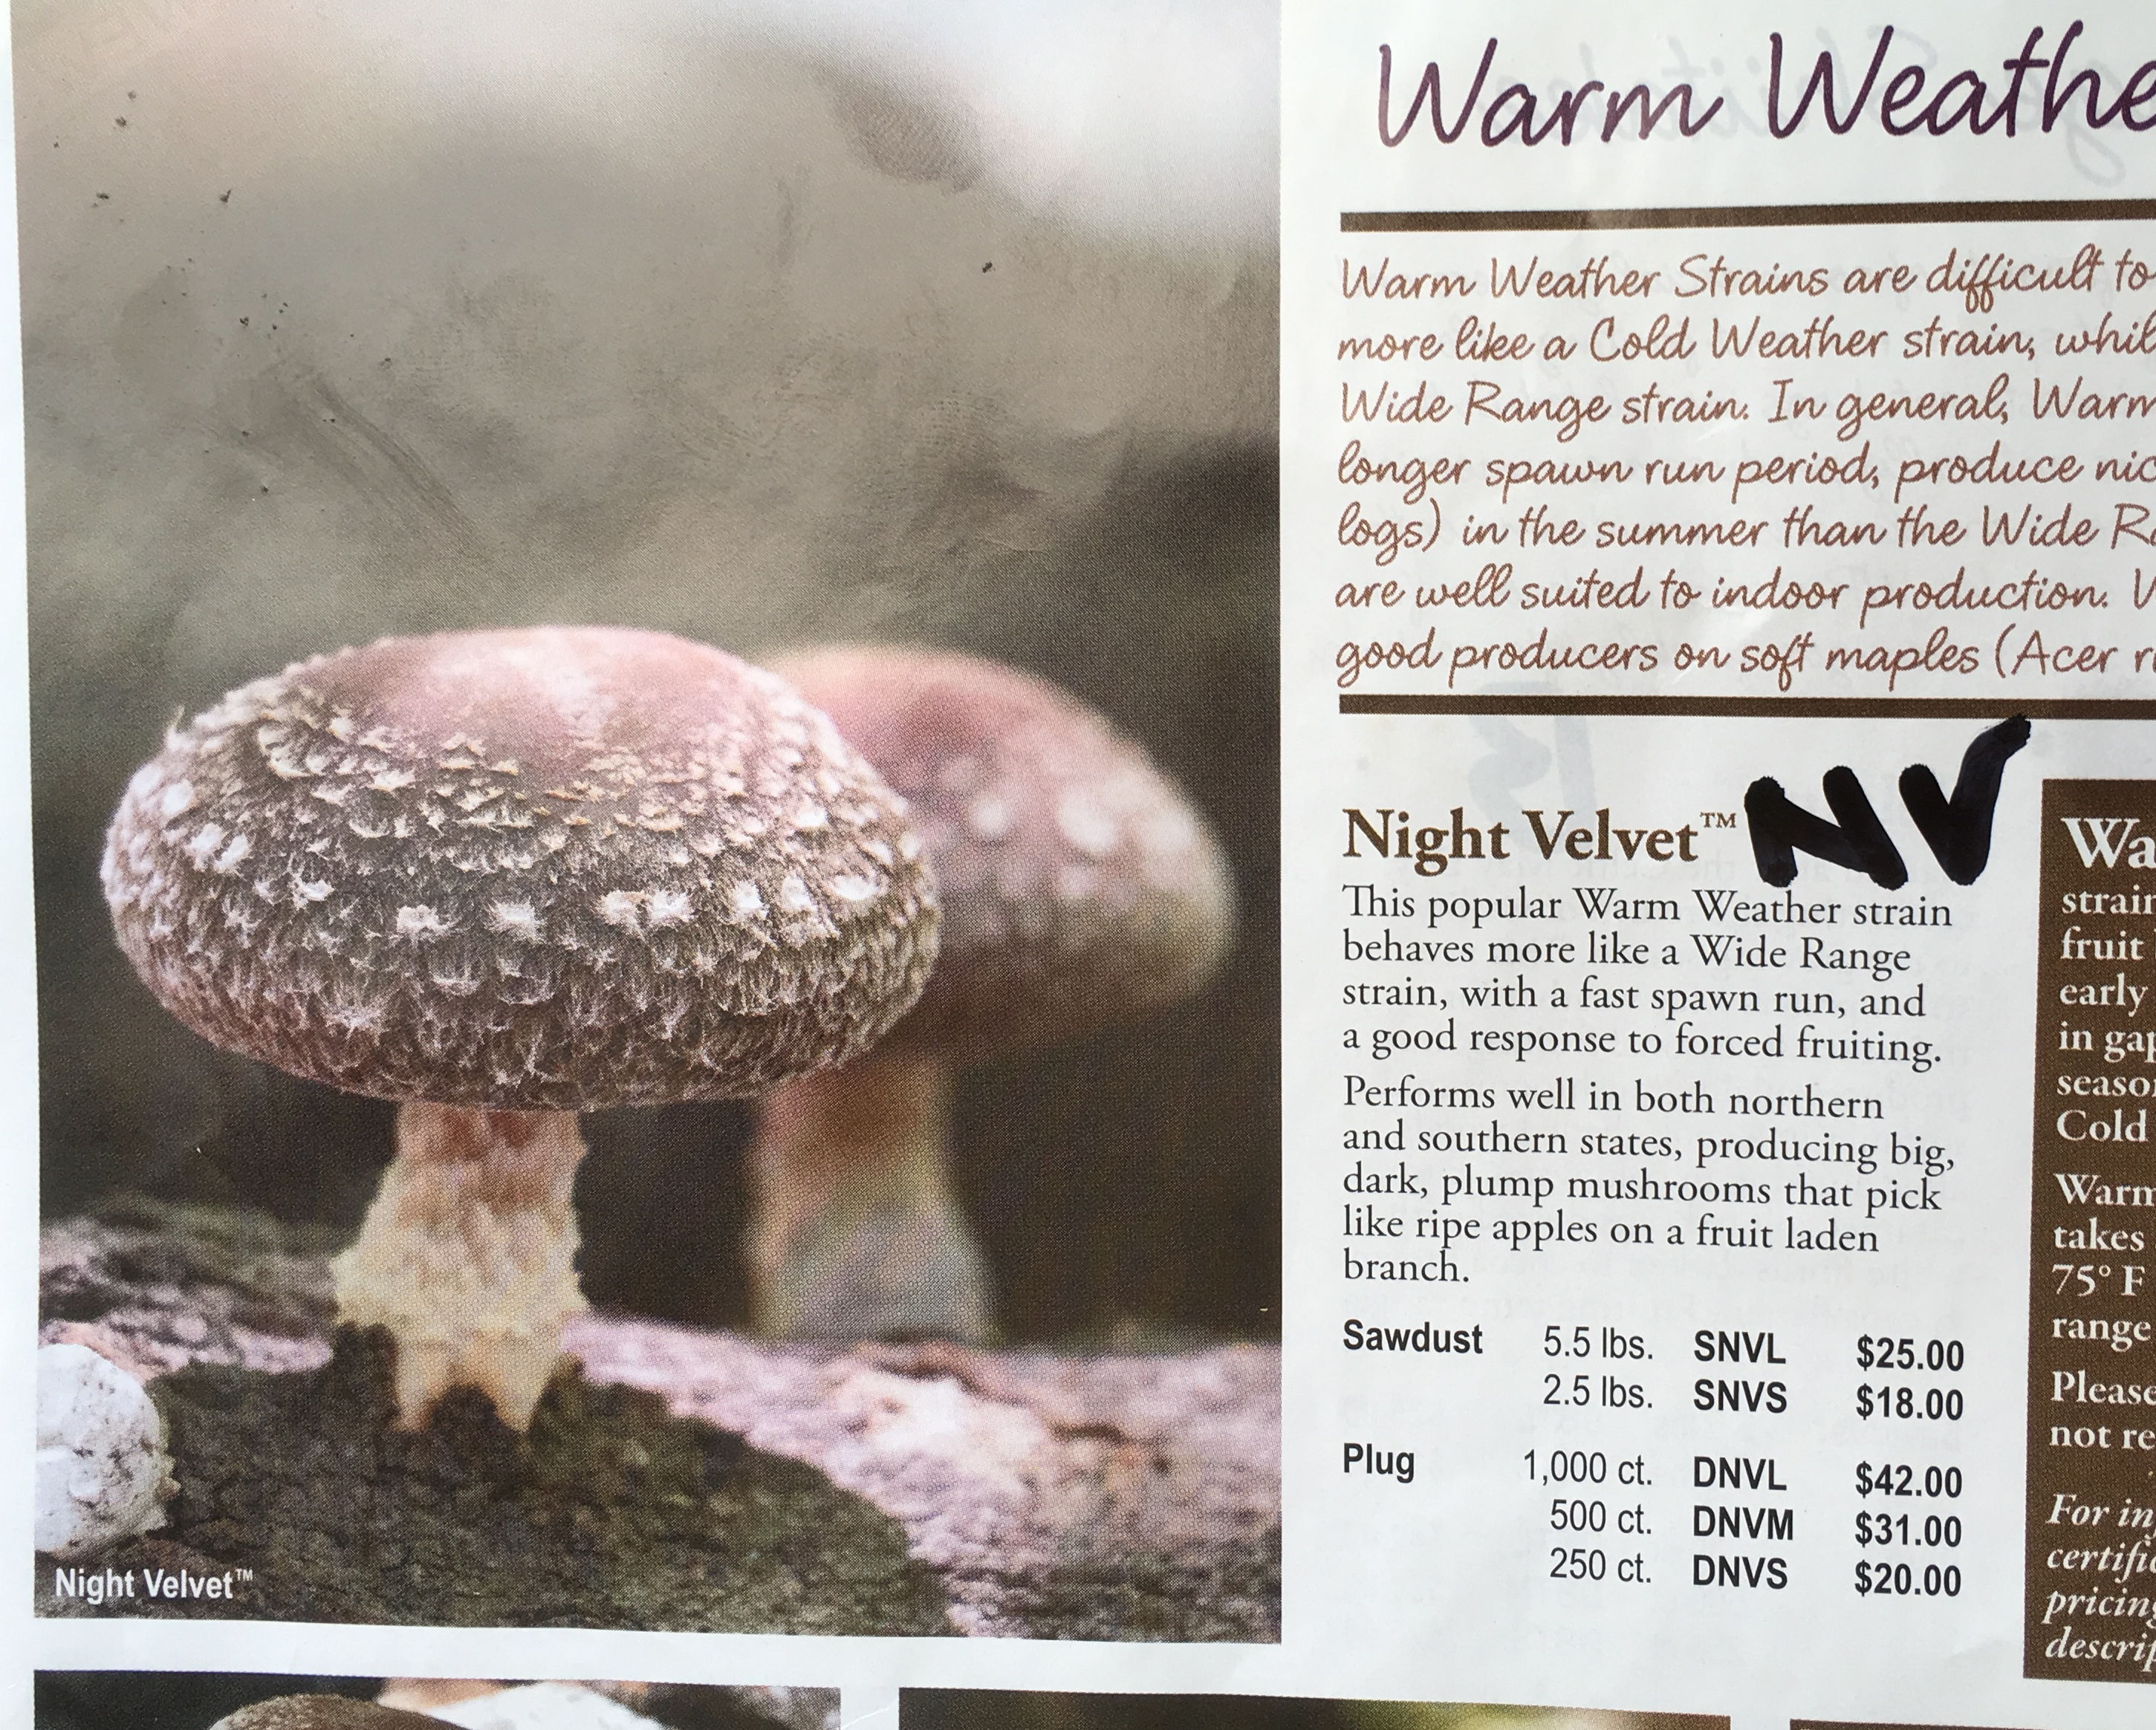 Warm Weathe
Warm Weather Strains are difficult to
more like a Cold Weather strain, whil
Wide Range strain. In general, Warm
longer spawn run period, produce nic
logs) in the summer than the Wide Ra
are well suited to indoor production. W
good producers on soft maples (Acer r
Night Velvet™ NV
This popular Warm Weather strain
behaves more like a Wide Range
strain, with a fast spawn run, and
a good response to forced fruiting.
Performs well in both northern
and southern states, producing big,
dark, plump mushrooms that pick
like ripe apples on a fruit laden
branch.
Sawdust 5.5 lbs. SNVL $25.00
2.5 lbs. SNVS $18.00
Plug 1,000 ct. DNVL $42.00
500 ct. DNVM $31.00
250 ct. DNVS $20.00
Wa
strain
fruit
early
in gap
season
Cold
Warm
takes
75° F
range
Please
not re
For in
certific
pricing
descrip
Night Velvet™